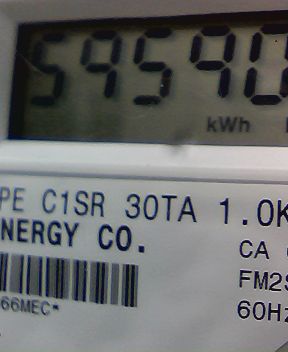 59590
kWh
PE C1SR 30TA 1.0K
NERGY CO.
CA
FM2S
66MEC*
60Hz